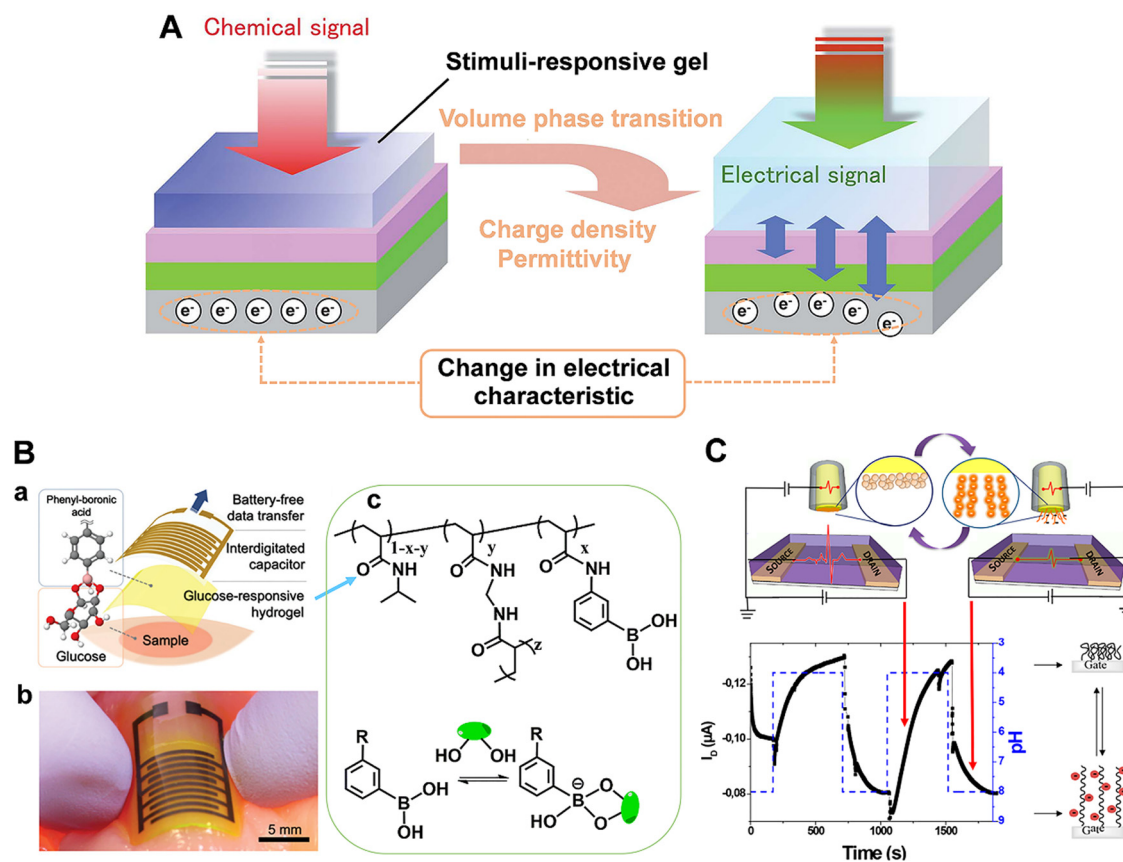 A
Chemical signal
Stimuli-responsive gel
Volume phase transition
Charge density
Permittivity
Electrical signal
e- e- e- e- e-
e- e- e- e- e-
Change in electrical
characteristic
B
a
Phenyl-boronic
acid
Glucose
Battery-free
data transfer
Interdigitated
capacitor
Glucose-responsive
hydrogel
Sample
b
5 mm
c
1-x-y
y
x
O
NH
O
NH
O
NH
O
NH
z
B
OH
OH
R
B
OH
OH
HO OH
R
B
⊖
HO
O
O
C
SOURCE
DRAIN
SOURCE
DRAIN
-0,12
-0,10
-0,08
I_D (µA)
0
500
1000
1500
Time (s)
3
4
5
6
7
8
9
pH
Gate
Gate